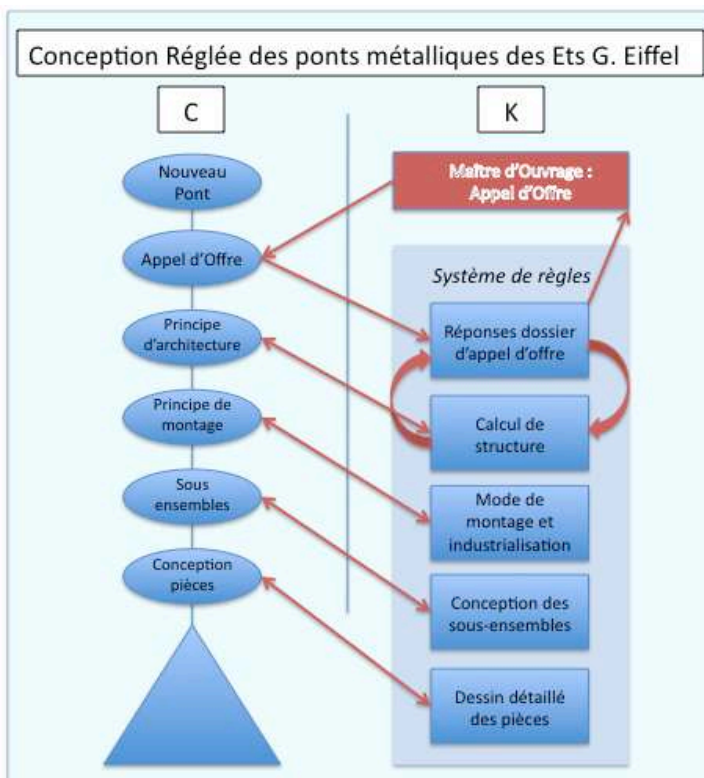 Conception Réglée des ponts métalliques des Ets G. Eiffel
C
K
Nouveau
Pont
Appel d'Offre
Principe
d'architecture
Principe de
montage
Sous
ensembles
Conception
pièces
Maître d'Ouvrage :
Appel d'Offre
Système de règles
Réponses dossier
d'appel d'offre
Calcul de
structure
Mode de
montage et
industrialisation
Conception des
sous-ensembles
Dessin détaillé
des pièces